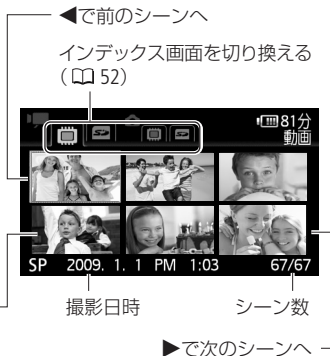 ◀で前のシーンへ
インデックス画面を切り換える
( 52)
81分
動画
SP 2009. 1. 1 PM 1:03 67/67
撮影日時 シーン数
▶で次のシーンへ